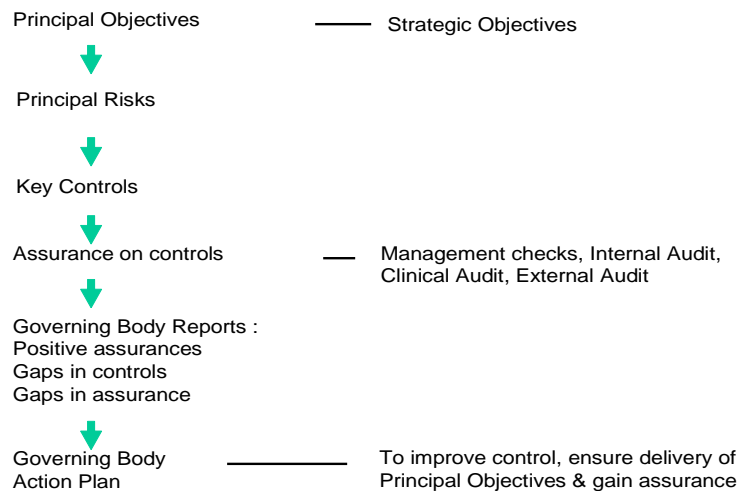 Principal Objectives
Strategic Objectives
Principal Risks
Key Controls
Assurance on controls
Management checks, Internal Audit,
Clinical Audit, External Audit
Governing Body Reports :
Positive assurances
Gaps in controls
Gaps in assurance
Governing Body
Action Plan
To improve control, ensure delivery of
Principal Objectives & gain assurance